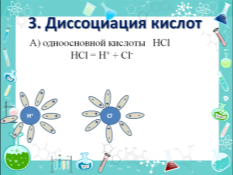 3. Диссоциация кислот
А) одноосновной кислоты HCl
HCl = H⁺ + Cl⁻
H⁺
Cl⁻